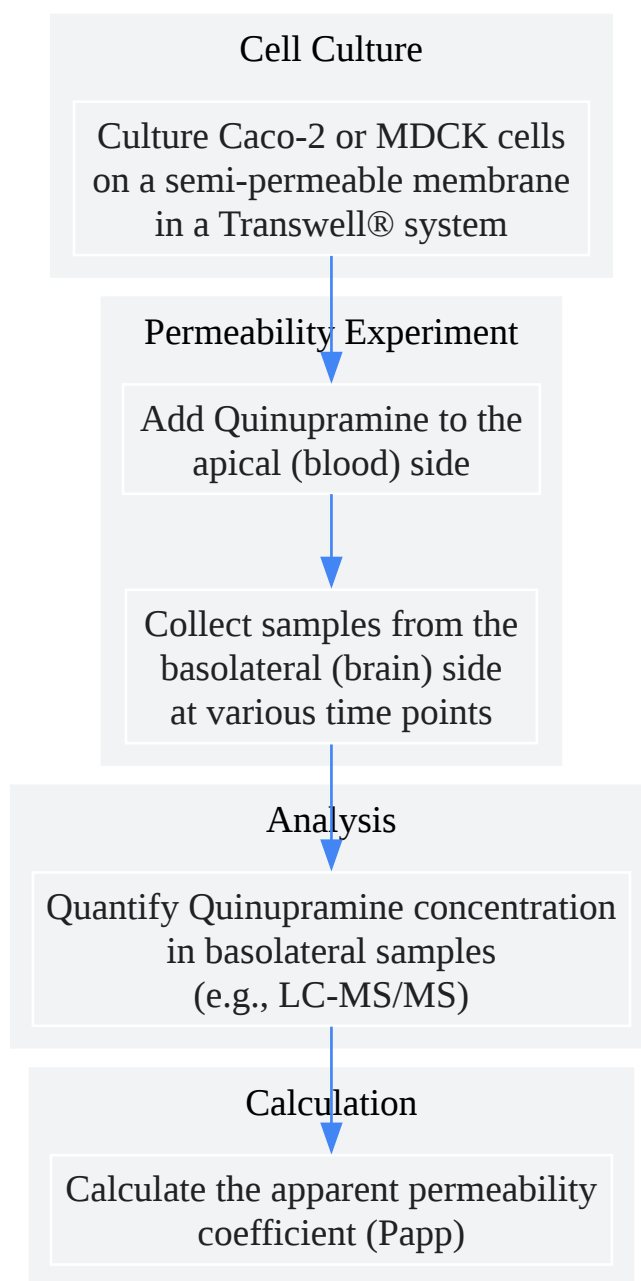 Cell Culture
Culture Caco-2 or MDCK cells
on a semi-permeable membrane
in a Transwell® system
Permeability Experiment
Add Quinupramine to the
apical (blood) side
Collect samples from the
basolateral (brain) side
at various time points
Analysis
Quantify Quinupramine concentration
in basolateral samples
(e.g., LC-MS/MS)
Calculation
Calculate the apparent permeability
coefficient (Papp)